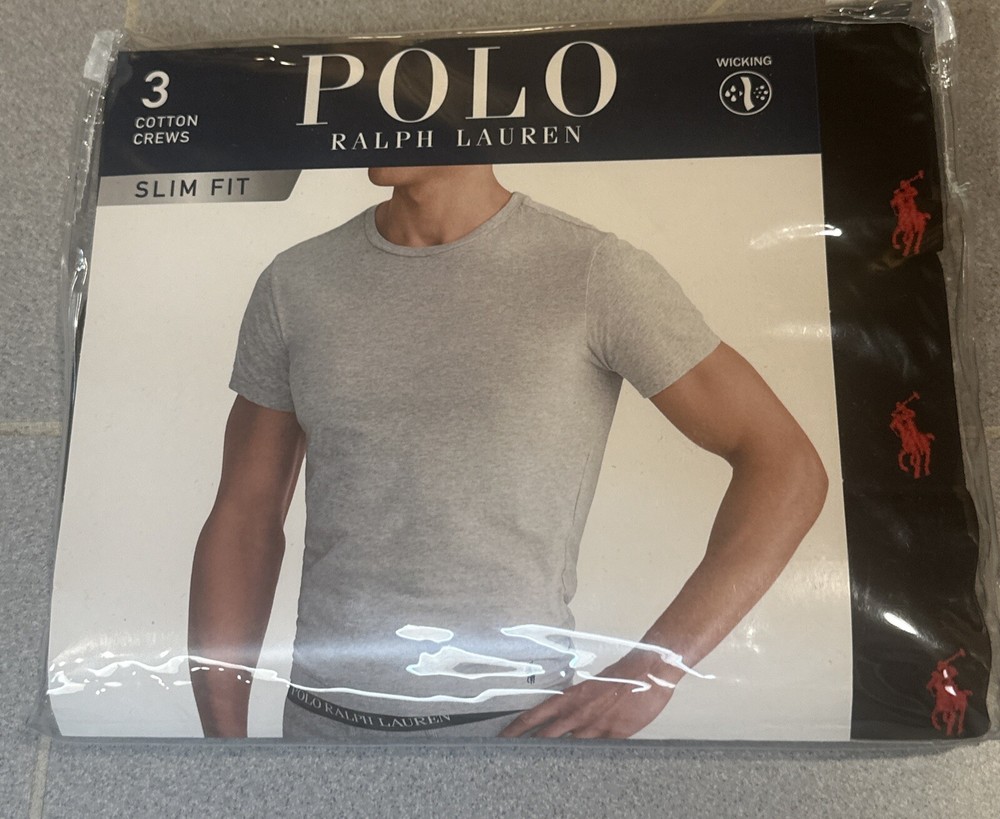 3
COTTON
CREWS
POLO
RALPH LAUREN
WICKING
SLIM FIT
POLO RALPH LAUREN